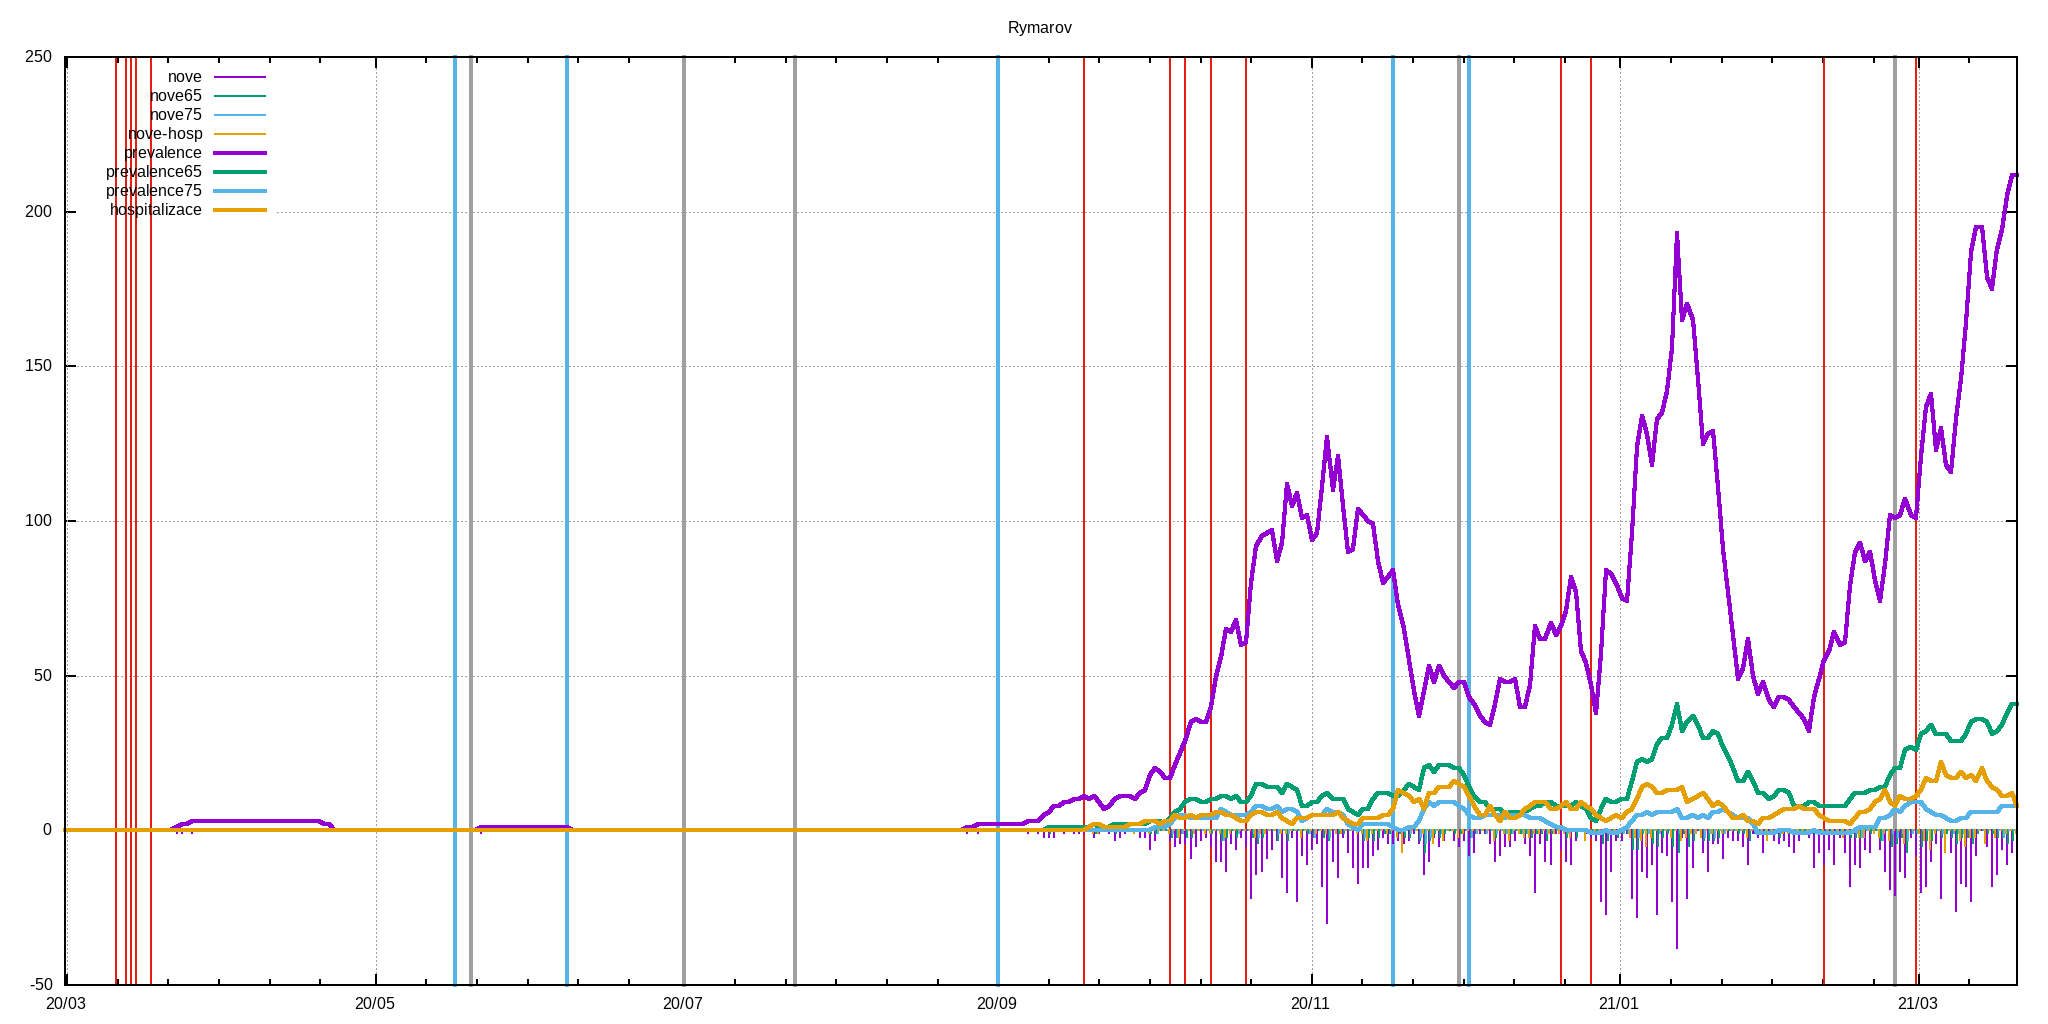 Rymarov
250
200
150
100
50
0
-50
nove
nove65
nove75
nove-hosp
prevalence
prevalence65
prevalence75
hospitalizace
20/03 20/05 20/07 20/09 20/11 21/01 21/03